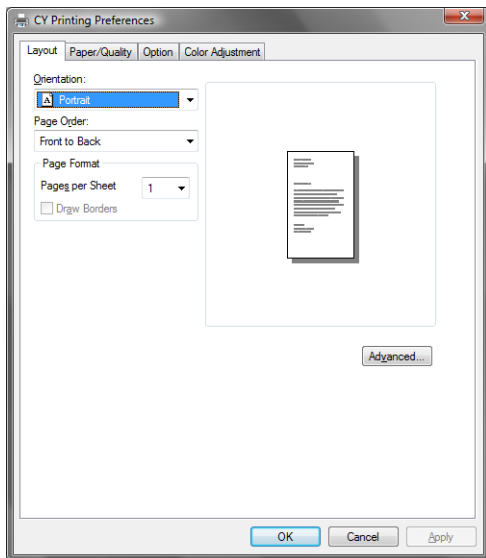 CY Printing Preferences
Layout Paper/Quality Option Color Adjustment
Orientation:
A Portrait
Page Order:
Front to Back
Page Format
Pages per Sheet 1
Draw Borders
Advanced...
OK Cancel Apply